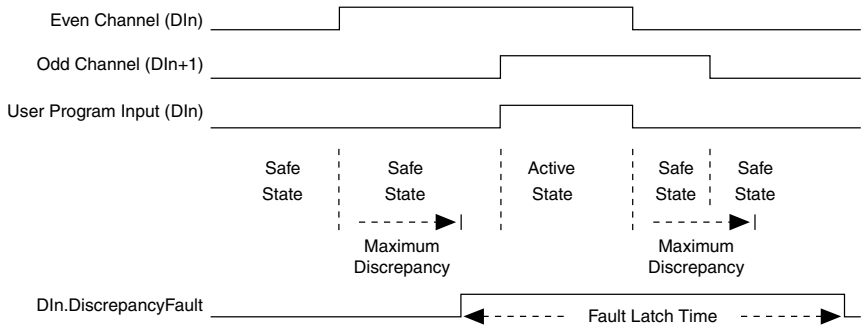 Even Channel (DIn)
Odd Channel (DIn+1)
User Program Input (DIn)
Safe State
Safe State
Active State
Safe State
Safe State
Maximum Discrepancy
Maximum Discrepancy
DIn.DiscrepancyFault
Fault Latch Time